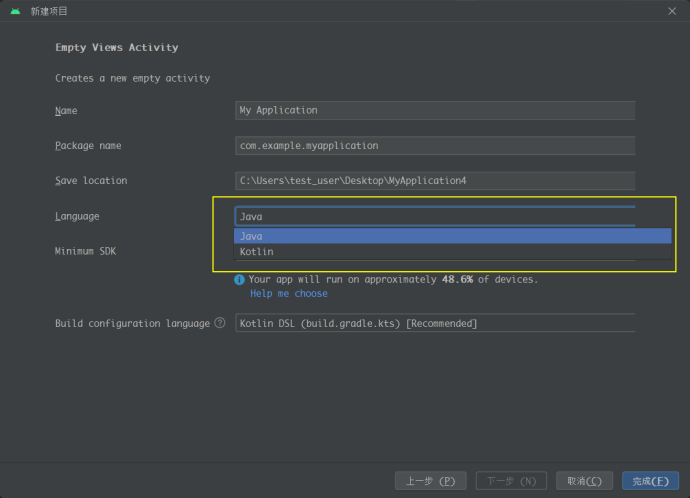 新建项目
Empty Views Activity
Creates a new empty activity
Name My Application
Package name com.example.myapplication
Save location C:\Users\test_user\Desktop\MyApplication4
Language Java
Java
Kotlin
Minimum SDK
Your app will run on approximately 48.6% of devices.
Help me choose
Build configuration language ? Kotlin DSL (build.gradle.kts) [Recommended]
上一步 (P) 下一步 (N) 取消(C) 完成(F)